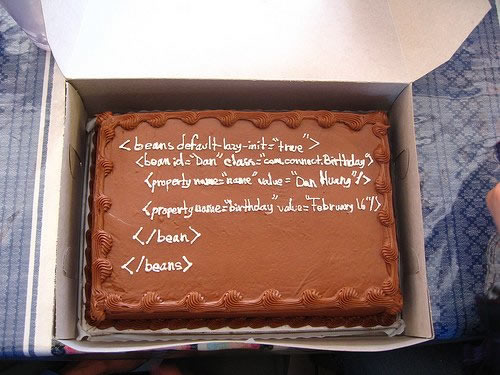 <beans default-lazy-init="true">
<bean id="Dan" class="com.connect.Birthday">
<property name="name" value="Dan Huang"/>
<property name="birthday" value="February 16"/>
</bean>
</beans>